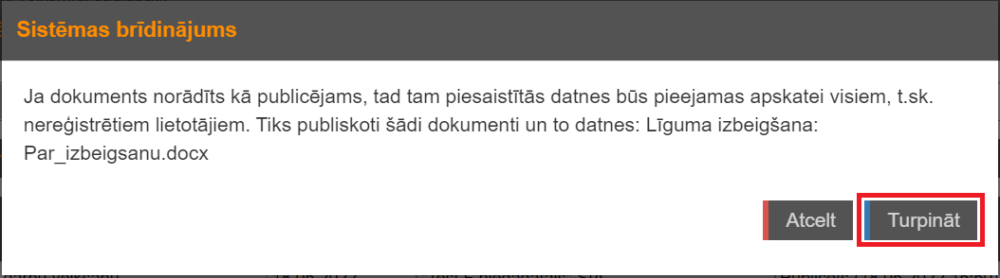 Sistēmas brīdinājums
Ja dokuments norādīts kā publicējams, tad tam piesaistītās datnes būs pieejamas apskatei visiem, t.sk.
nereģistrētiem lietotājiem. Tiks publiskoti šādi dokumenti un to datnes: Līguma izbeigšana:
Par_izbeigsanu.docx
Atcelt Turpināt